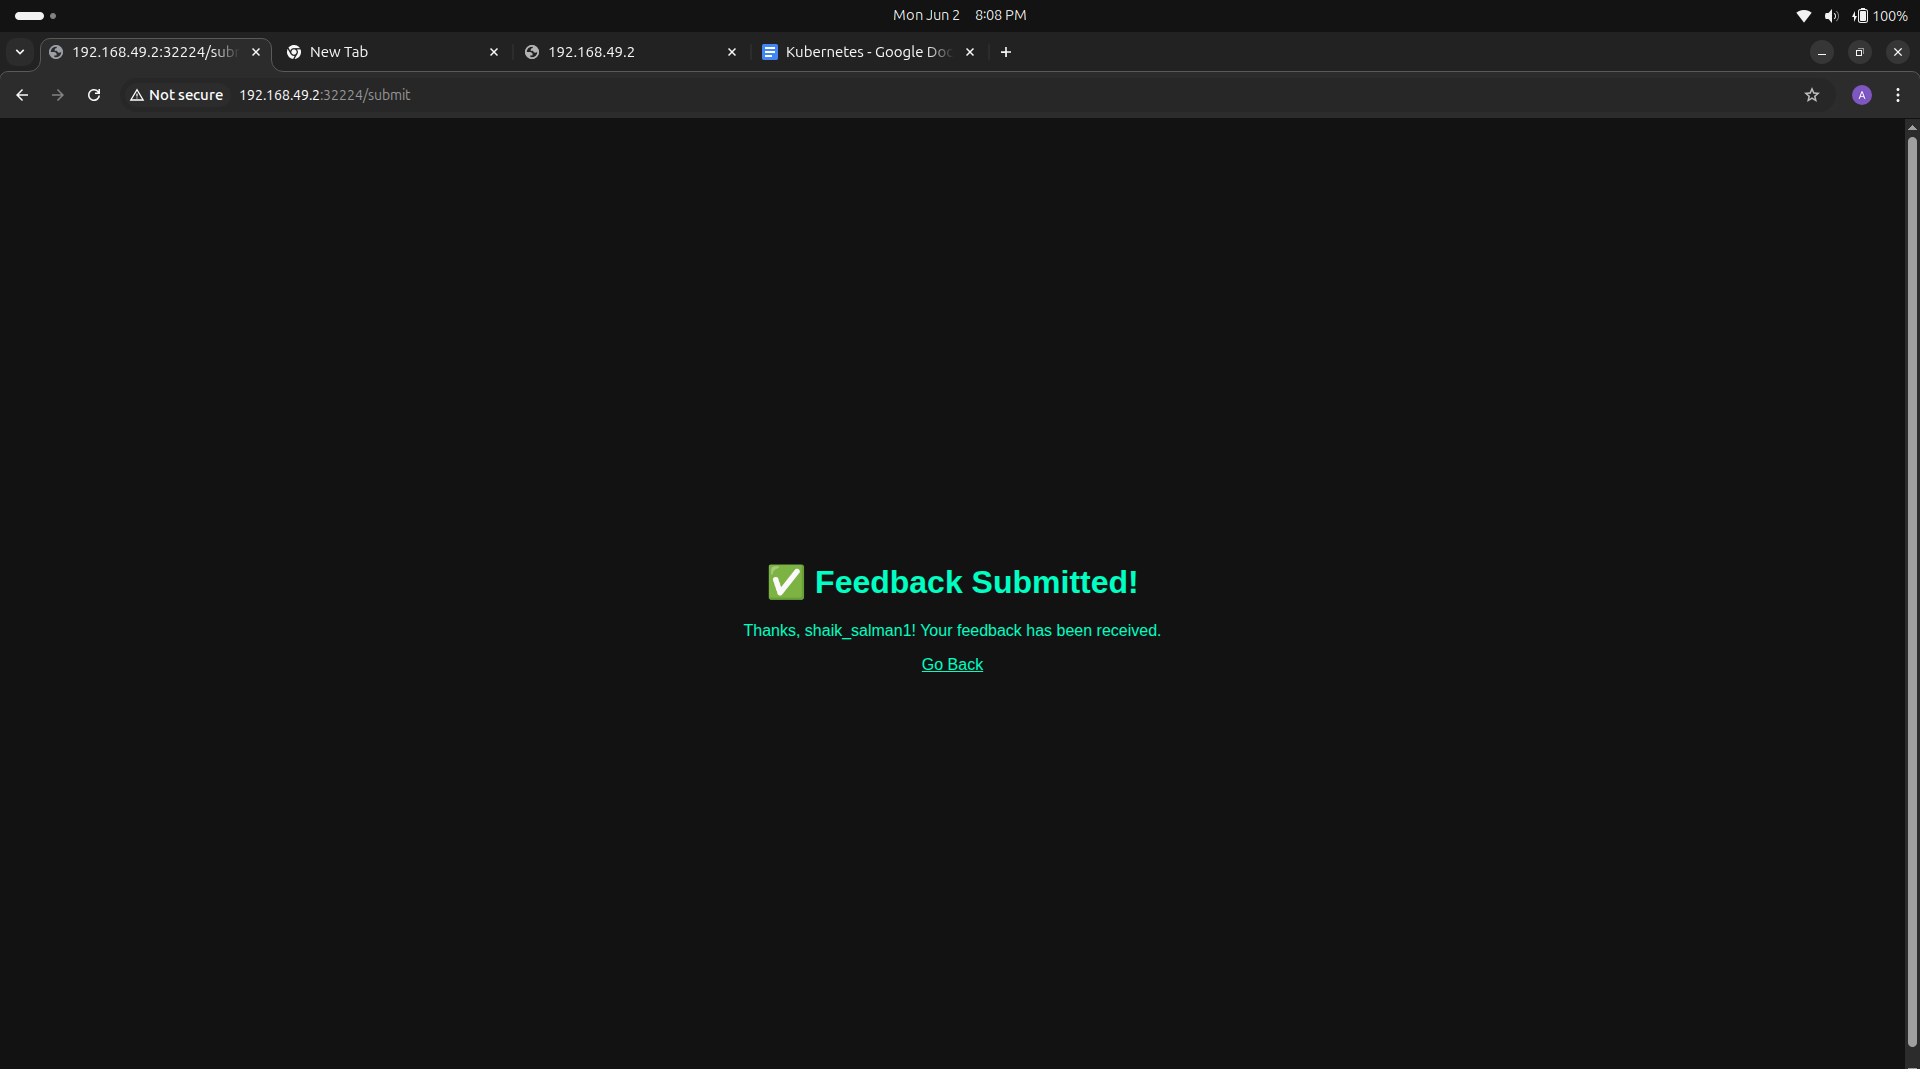 Mon Jun 2 8:08 PM
100%
192.168.49.2:32224/sub
New Tab
192.168.49.2
Kubernetes - Google Doc
Not secure
192.168.49.2:32224/submit
A
✅ Feedback Submitted!
Thanks, shaik_salman1! Your feedback has been received.
Go Back